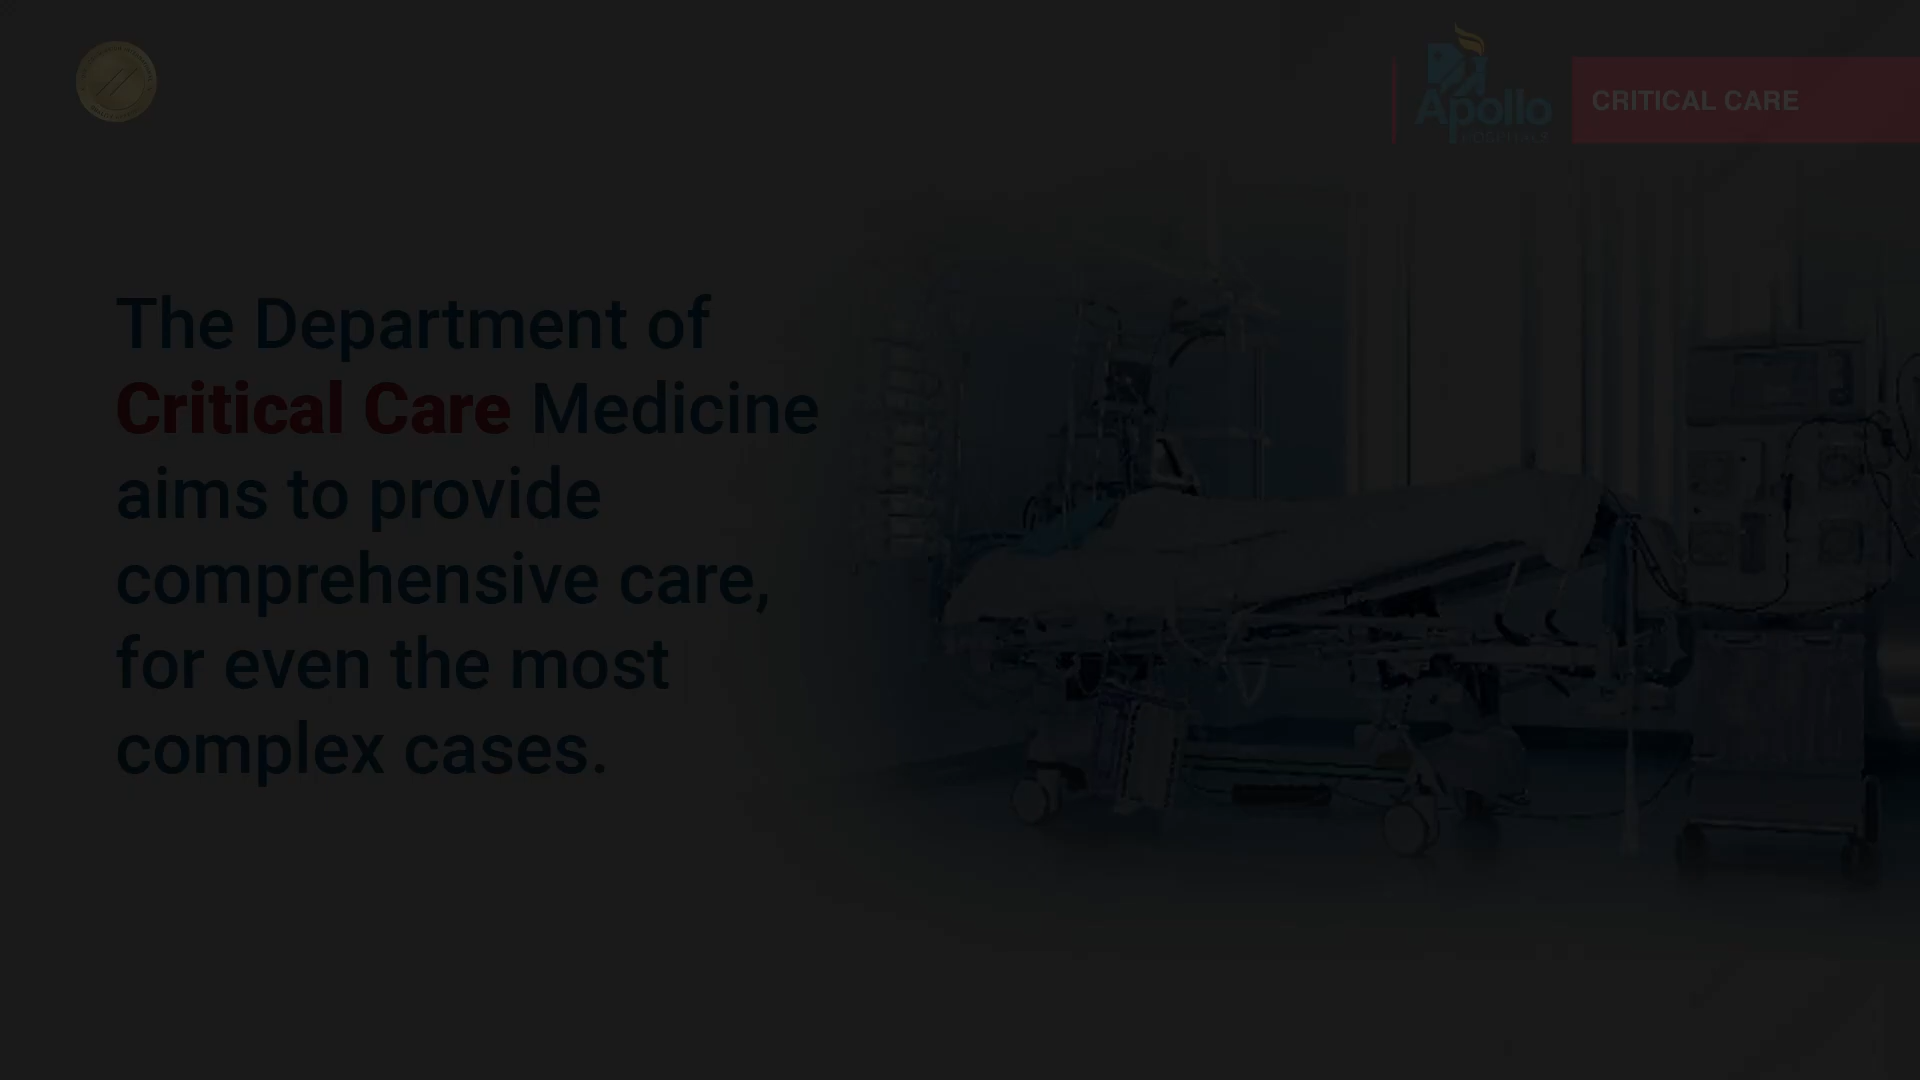 Apollo
HOSPITALS
CRITICAL CARE
The Department of
Critical Care Medicine
aims to provide
comprehensive care,
for even the most
complex cases.